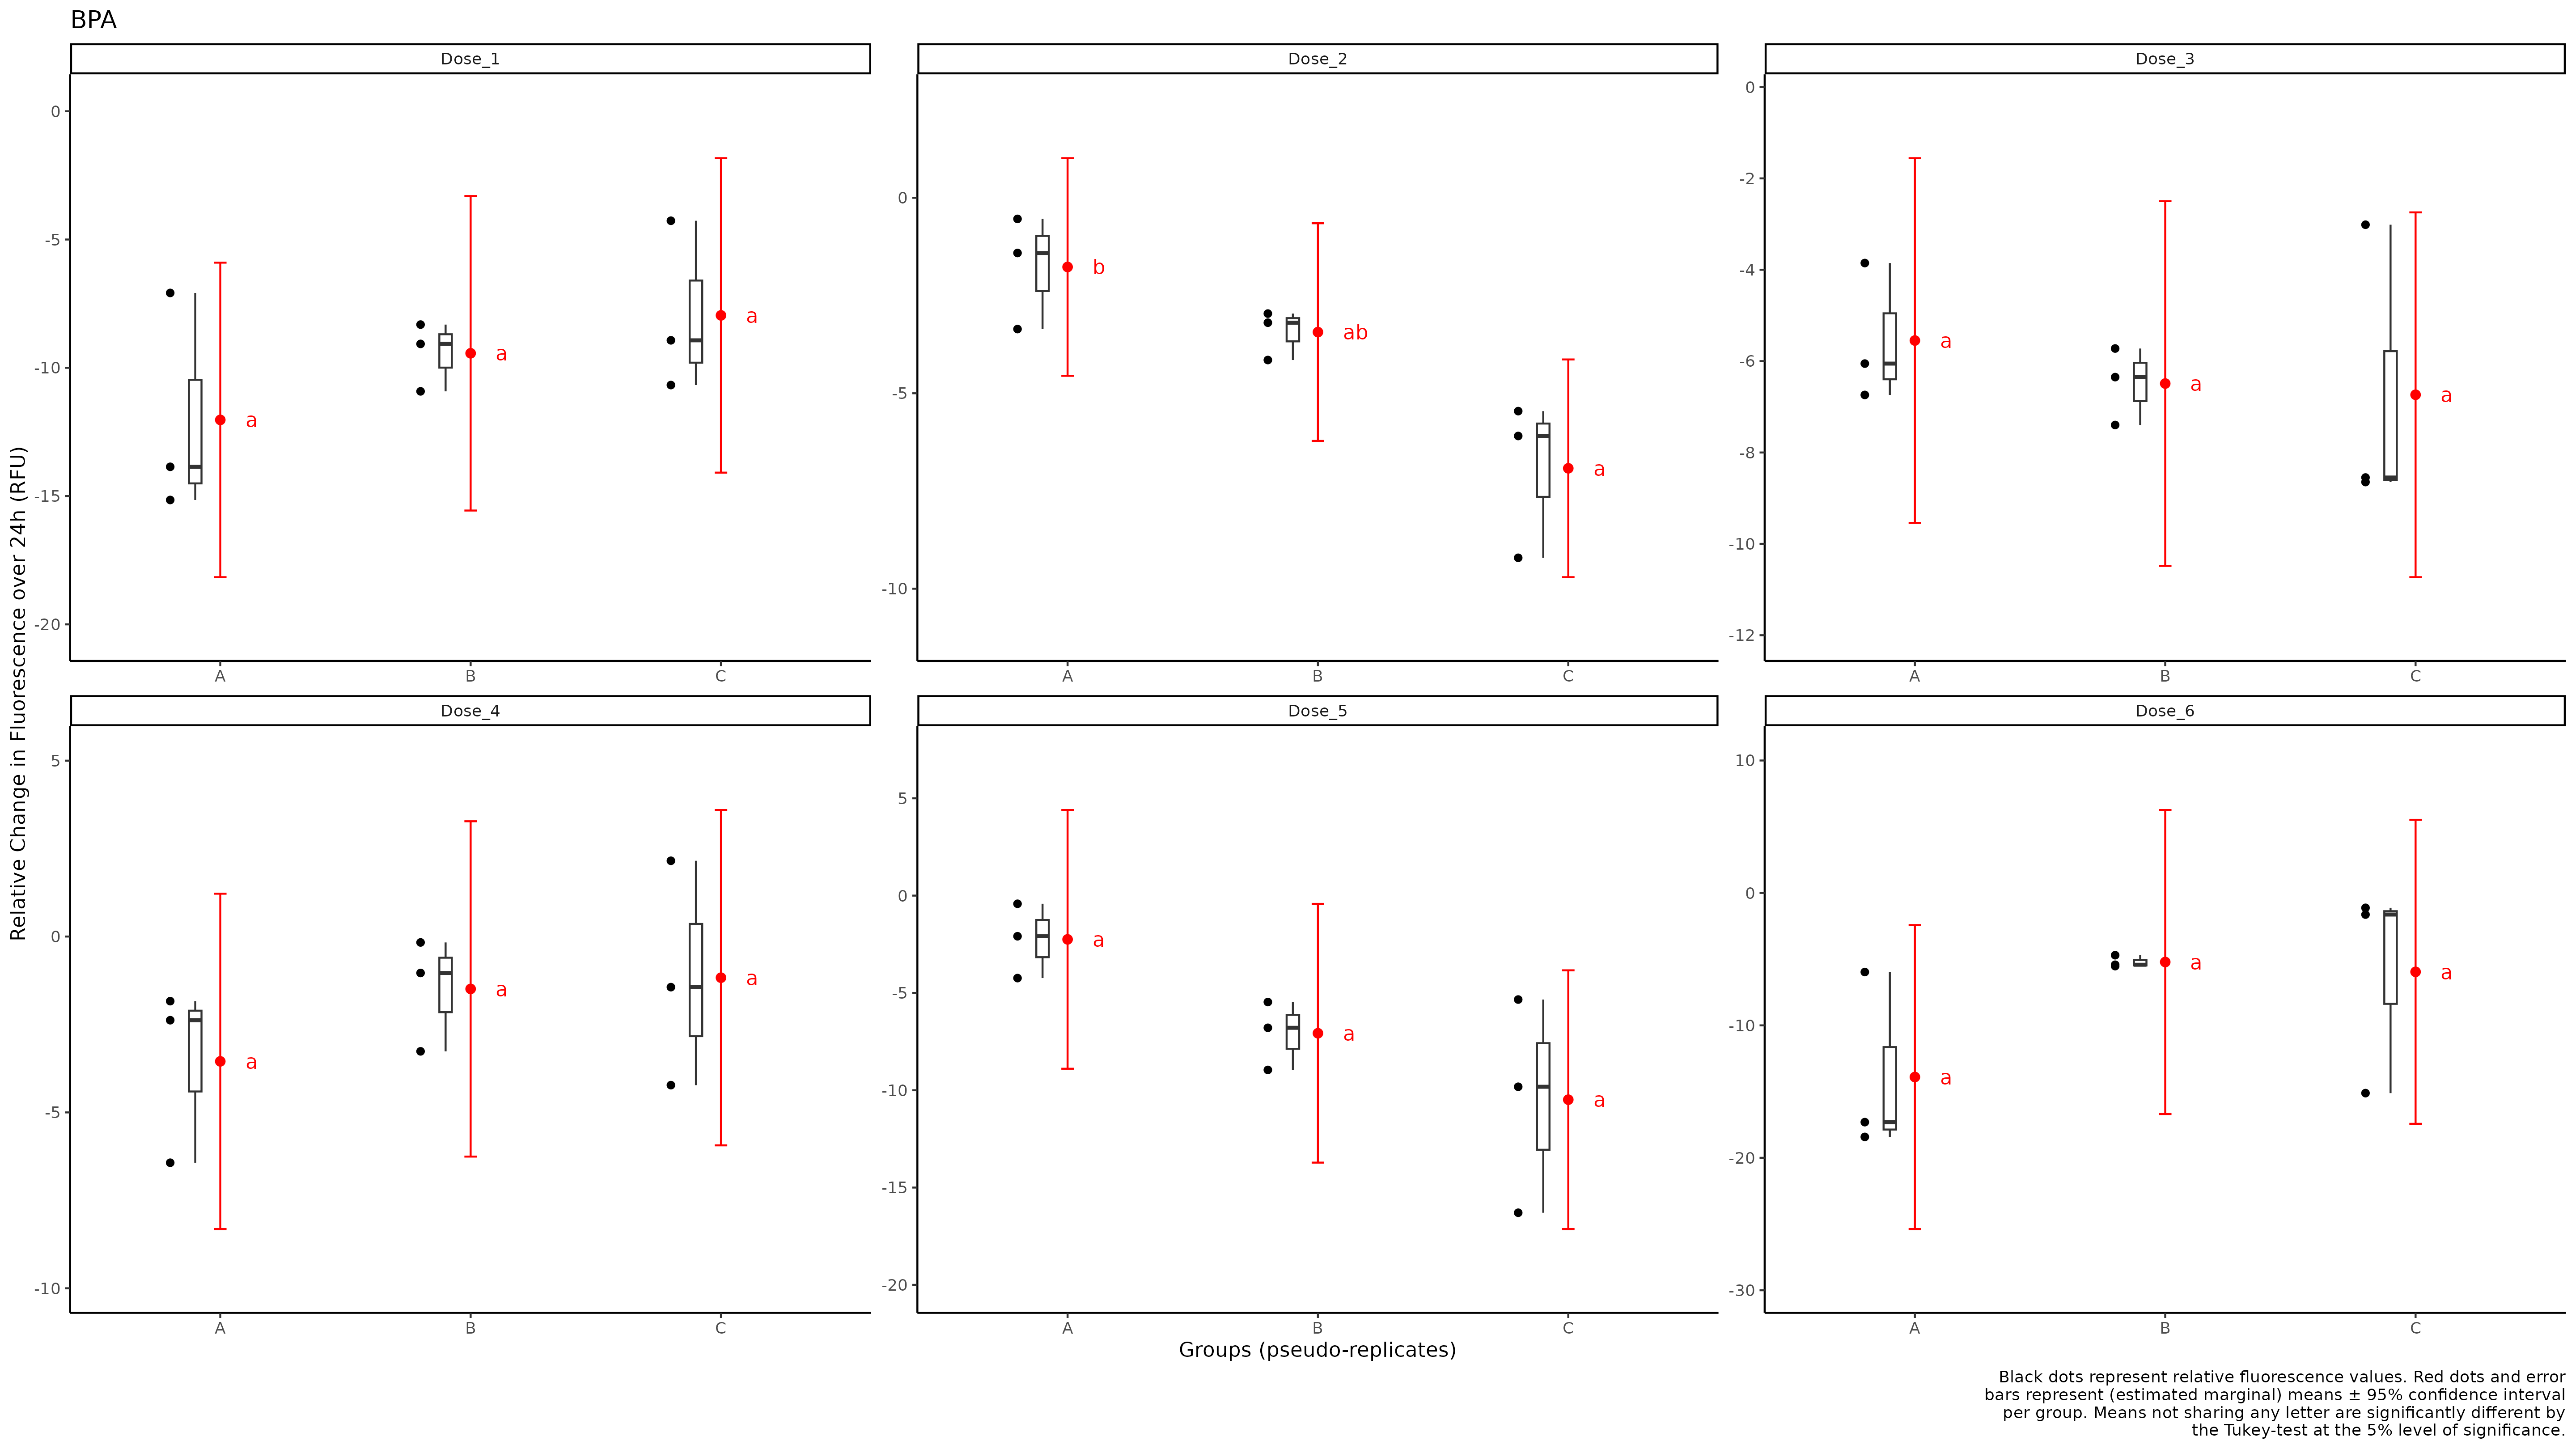 BPA
Dose_1
Dose_2
Dose_3
0
-5
-10
-15
-20
a
a
a
A
B
C
0
-5
-10
b
ab
a
A
B
C
0
-2
-4
-6
-8
-10
-12
a
a
a
A
B
C
Relative Change in Fluorescence over 24h (RFU)
Dose_4
Dose_5
Dose_6
5
0
-5
-10
a
a
a
A
B
C
5
0
-5
-10
-15
-20
a
a
a
A
B
C
10
0
-10
-20
-30
a
a
a
A
B
C
Groups (pseudo-replicates)
Black dots represent relative fluorescence values. Red dots and error
bars represent (estimated marginal) means ± 95% confidence interval
per group. Means not sharing any letter are significantly different by
the Tukey-test at the 5% level of significance.